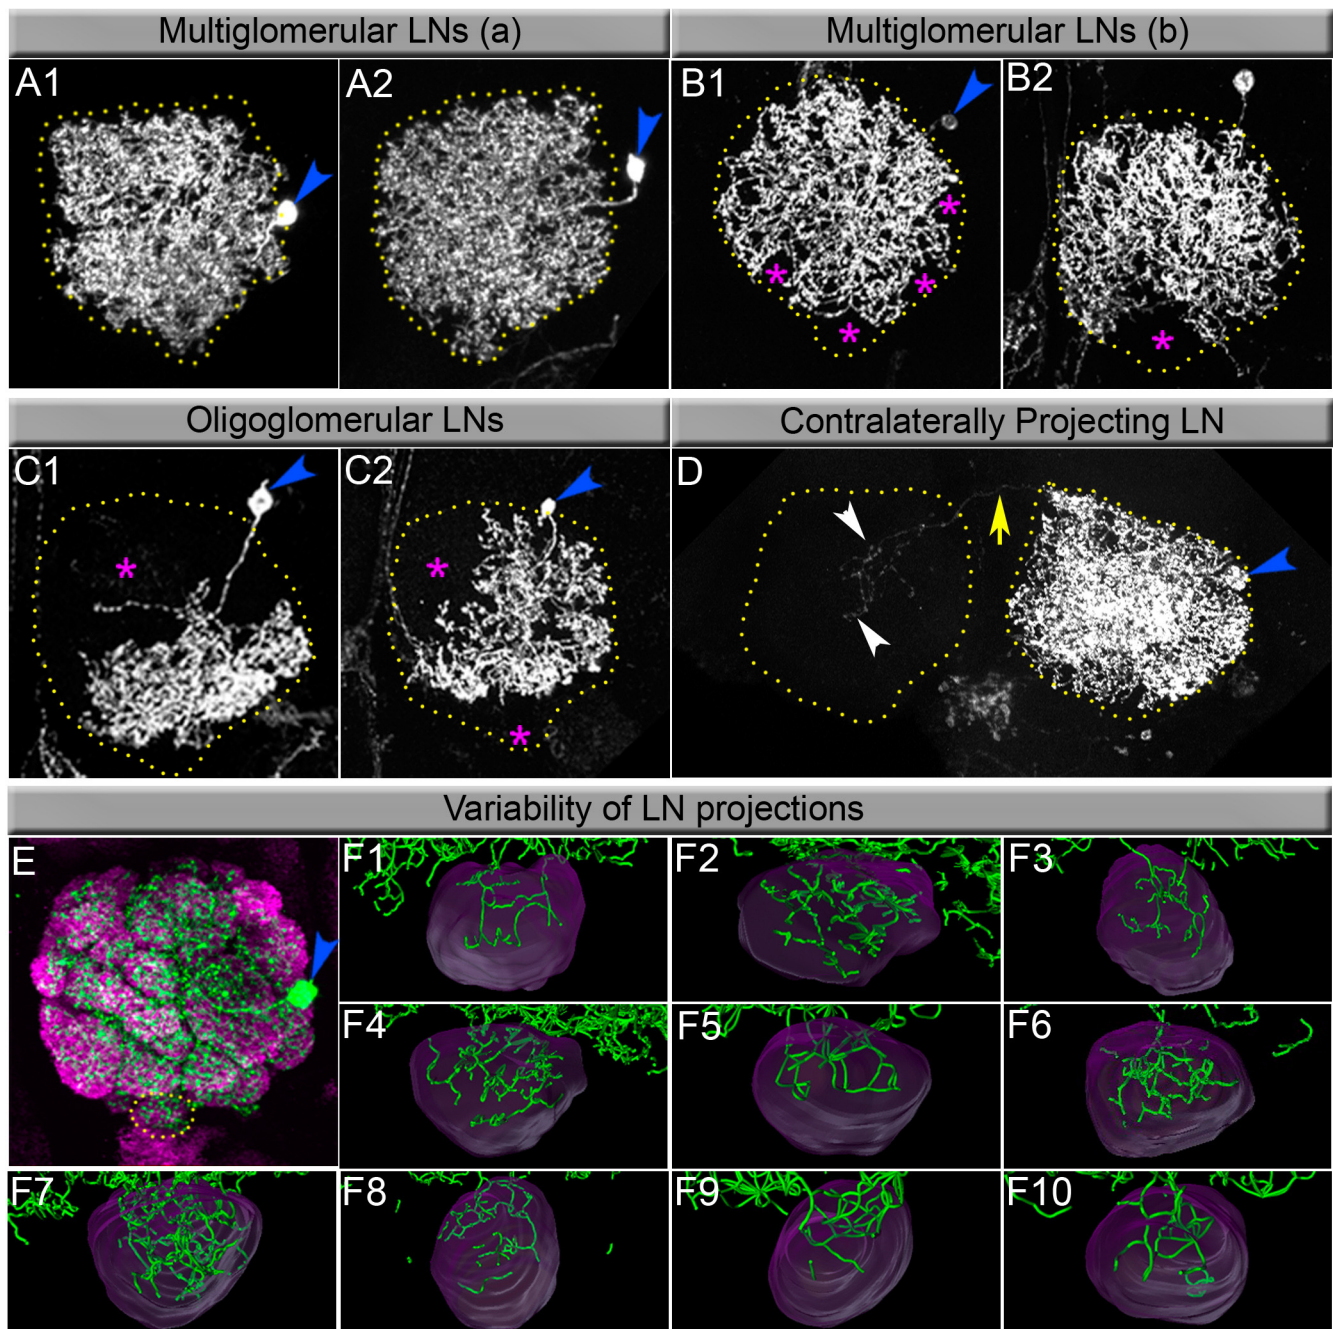 Multiglomerular LNs (a)
Multiglomerular LNs (b)
A1
A2
B1
B2
Oligoglomerular LNs
Contralaterally Projecting LN
C1
C2
D
Variability of LN projections
E
F1
F2
F3
F4
F5
F6
F7
F8
F9
F10